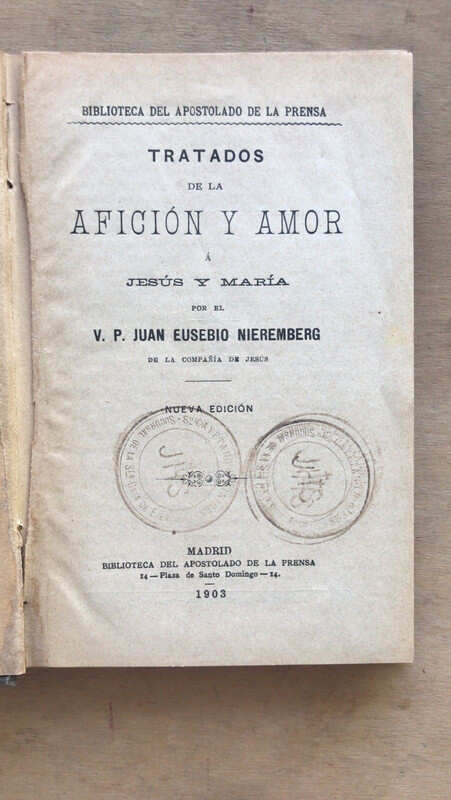 BIBLIOTECA DEL APOSTOLADO DE LA PRENSA
TRATADOS
DE LA
AFICIÓN Y AMOR
Á
JESÚS Y MARÍA
POR EL
V. P. JUAN EUSEBIO NIEREMBERG
DE LA COMPAÑÍA DE JESÚS
NUEVA EDICIÓN
JHS
JHS
MADRID
BIBLIOTECA DEL APOSTOLADO DE LA PRENSA
14 — Plaza de Santo Domingo — 14.
1903